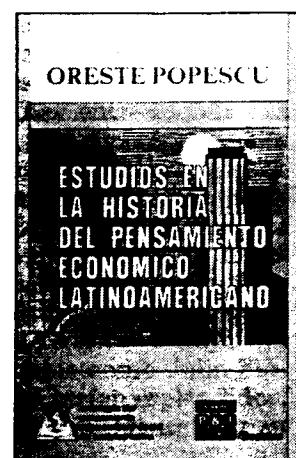 ORESTE POPESCU
ESTUDIOS EN
LA HISTORIA
DEL PENSAMIENTO
ECONOMICO
LATINOAMERICANO